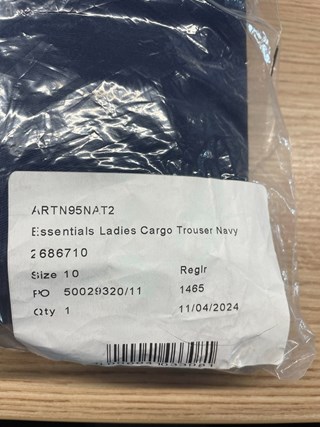 ARTN95NAT2
Essentials Ladies Cargo Trouser Navy
2686710
Size 10 Reglr
PO 50029320/11 1465
Qty 1 11/04/2024